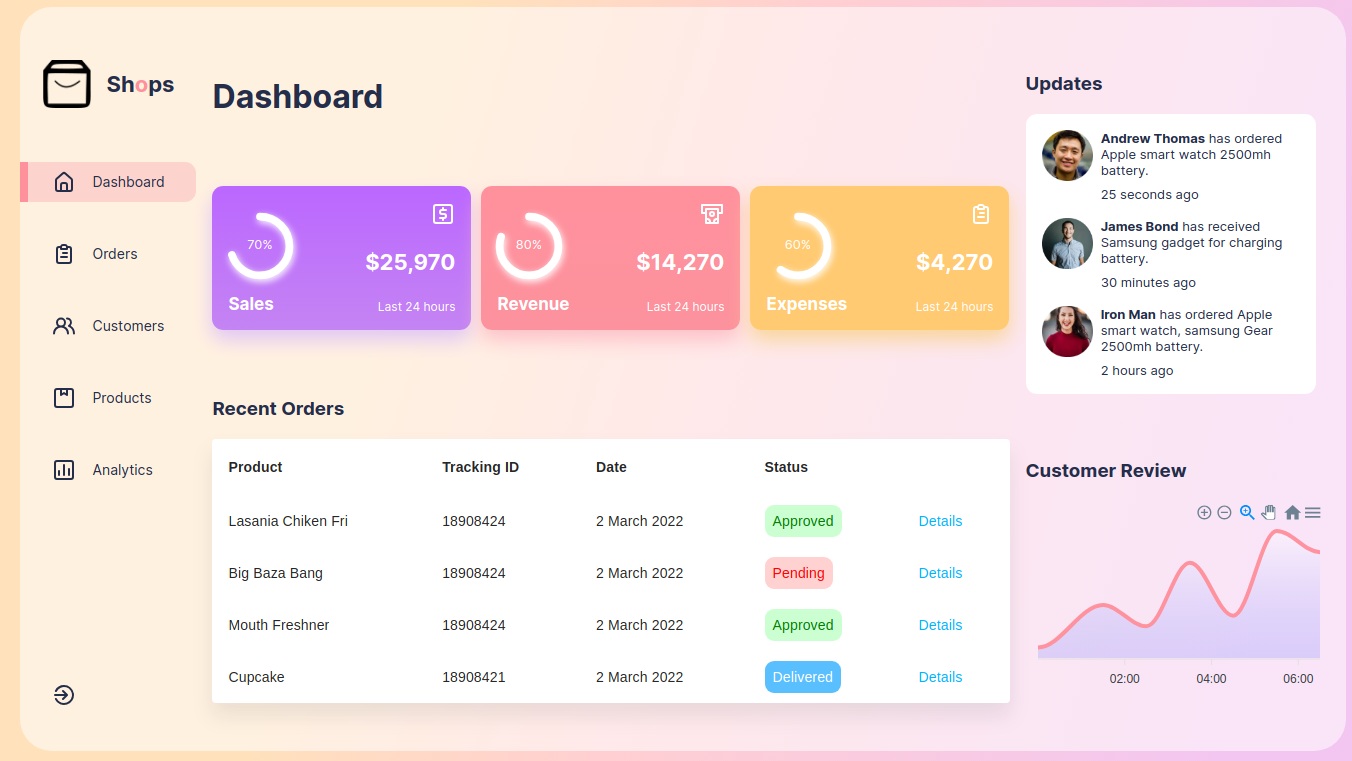 Shops
Dashboard
Orders
Customers
Products
Analytics
Dashboard
70%
$25,970
Sales
Last 24 hours
80%
$14,270
Revenue
Last 24 hours
60%
$4,270
Expenses
Last 24 hours
Recent Orders
Product Tracking ID Date Status
Lasania Chiken Fri 18908424 2 March 2022 Approved Details
Big Baza Bang 18908424 2 March 2022 Pending Details
Mouth Freshner 18908424 2 March 2022 Approved Details
Cupcake 18908421 2 March 2022 Delivered Details
Updates
Andrew Thomas has ordered
Apple smart watch 2500mh
battery.
25 seconds ago
James Bond has received
Samsung gadget for charging
battery.
30 minutes ago
Iron Man has ordered Apple
smart watch, samsung Gear
2500mh battery.
2 hours ago
Customer Review
02:00 04:00 06:00